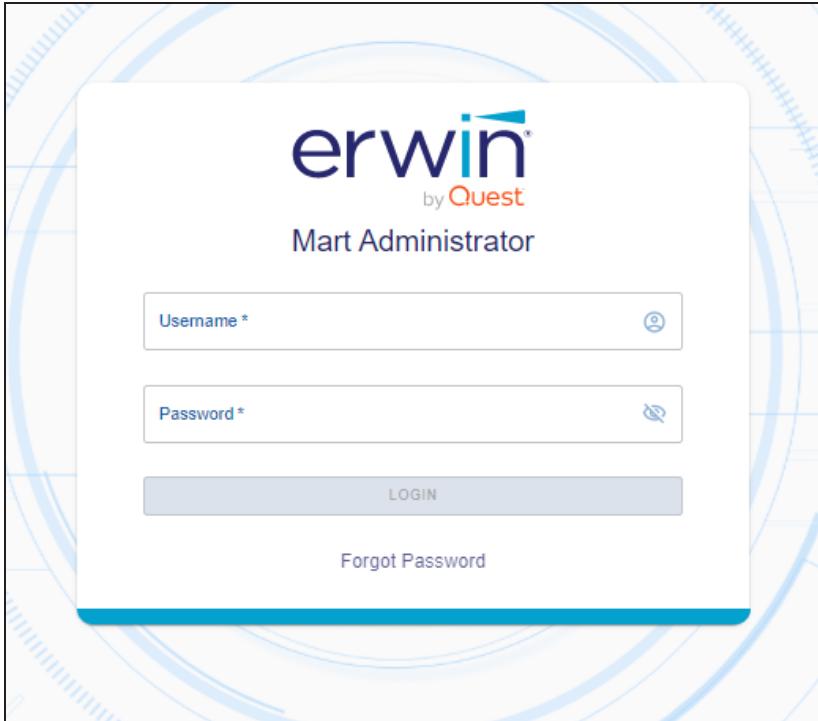 erwin®
by Quest
Mart Administrator
Username *
Password *
LOGIN
Forgot Password